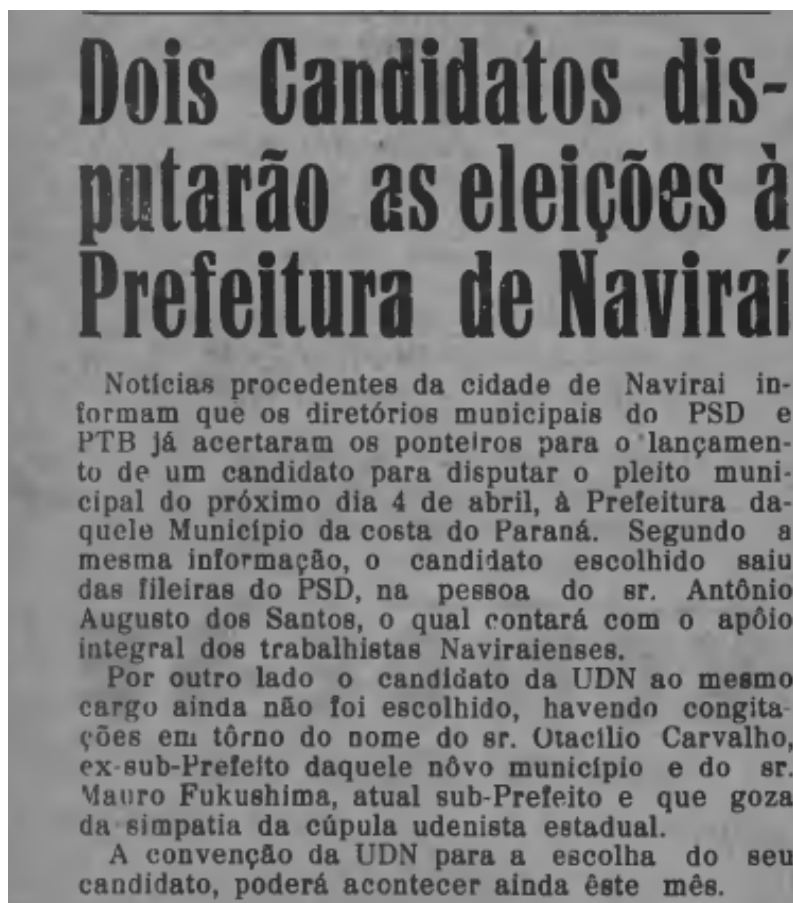 Dois Candidatos dis-
putarão as eleições à
Prefeitura de Naviraí
Notícias procedentes da cidade de Navirai in-
formam que os diretórios municipais do PSD e
PTB já acertaram os ponteiros para o lançamen-
to de um candidato para disputar o pleito muni-
cipal do próximo dia 4 de abril, à Prefeitura da-
quele Município da costa do Paraná. Segundo a
mesma informação, o candidato escolhido saiu
das fileiras do PSD, na pessoa do sr. Antônio
Augusto dos Santos, o qual contará com o apôio
integral dos trabalhistas Naviraienses.
Por outro lado o candidato da UDN ao mesmo
cargo ainda não foi escolhido, havendo congita-
ções em tôrno do nome do sr. Otacílio Carvalho,
ex-sub-Prefeito daquele nôvo município e do sr.
Mauro Fukushima, atual sub-Prefeito e que goza
da simpatia da cúpula udenista estadual.
A convenção da UDN para a escolha do seu
candidato, poderá acontecer ainda êste mês.